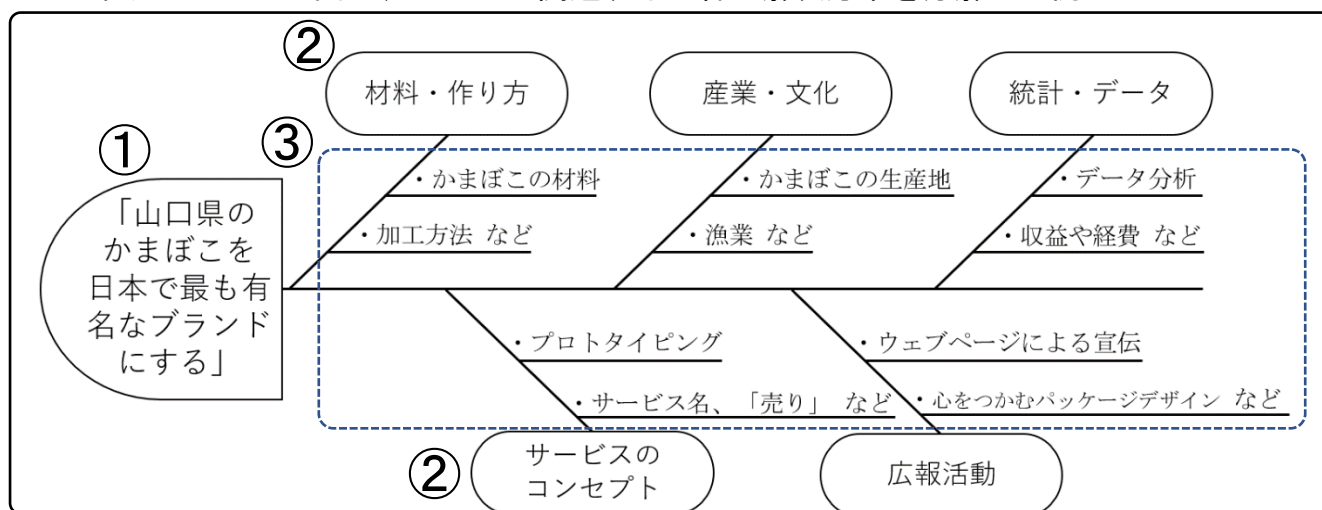 ②
材料・作り方
産業・文化
統計・データ
①
③
「山口県の
かまぼこを
日本で最も有
名なブランド
にする」
・かまぼこの材料
・加工方法 など
・かまぼこの生産地
・漁業 など
・データ分析
・収益や経費 など
・プロトタイピング
・サービス名、「売り」 など
・ウェブページによる宣伝
・心をつかむパッケージデザイン など
②
サービスの
コンセプト
広報活動